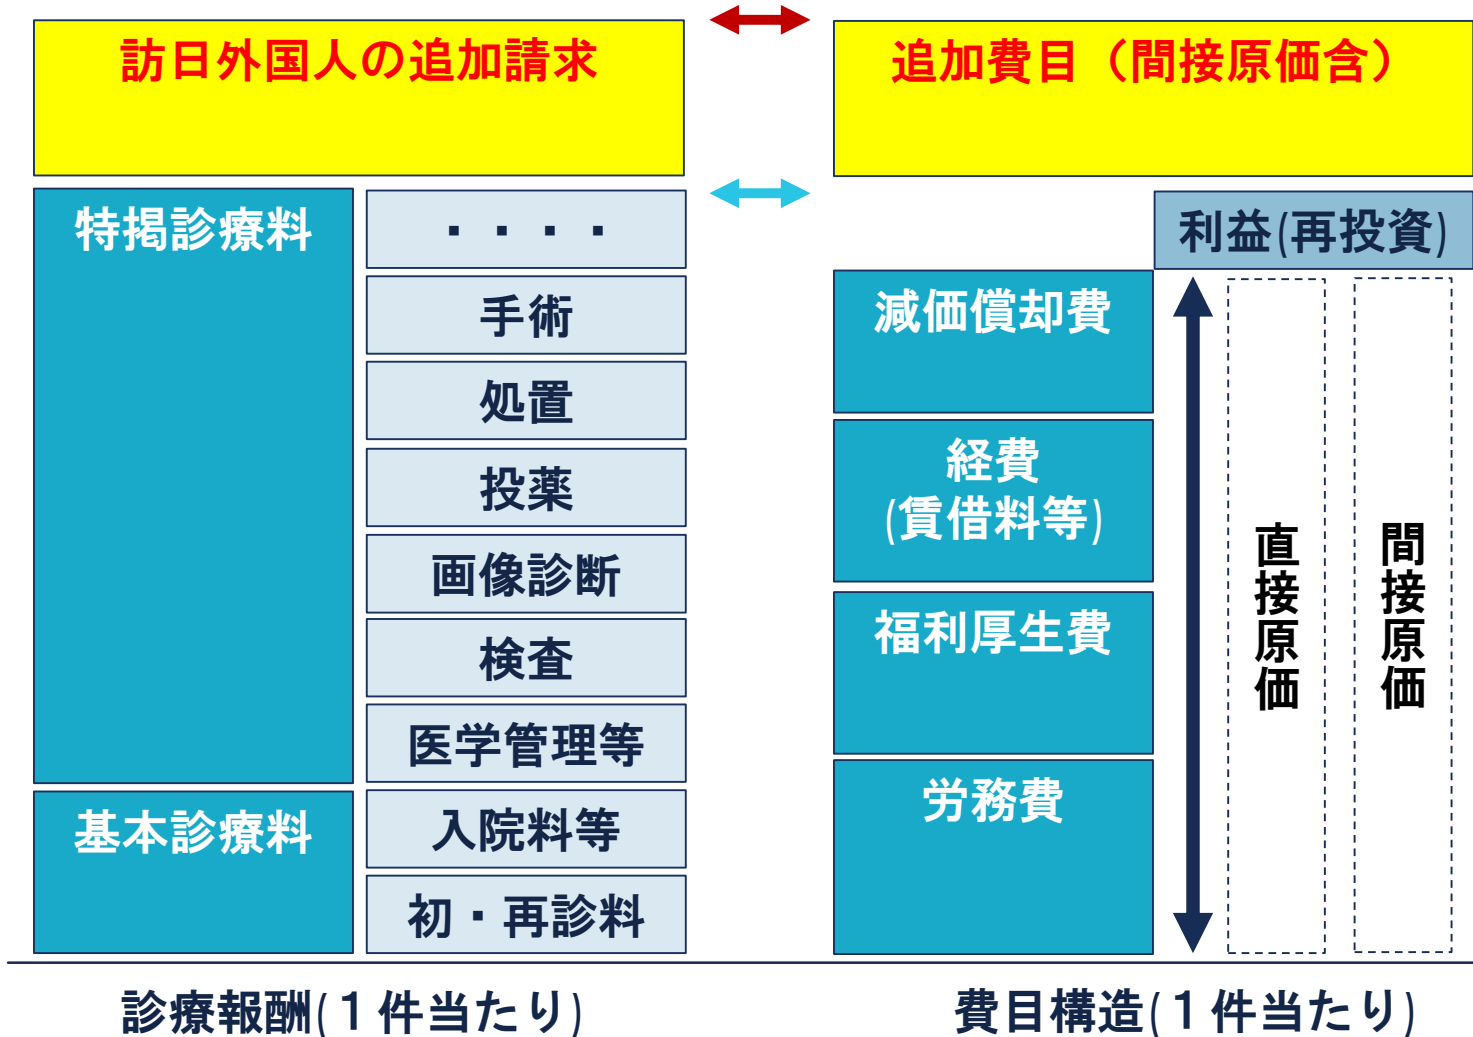 訪日外国人の追加請求
特掲診療料
・・・・
手術
処置
投薬
画像診断
検査
医学管理等
基本診療料
入院料等
初・再診料
診療報酬(１件当たり)
追加費目（間接原価含）
利益(再投資)
減価償却費
経費
(賃借料等)
福利厚生費
労務費
直接原価
間接原価
費目構造(１件当たり)